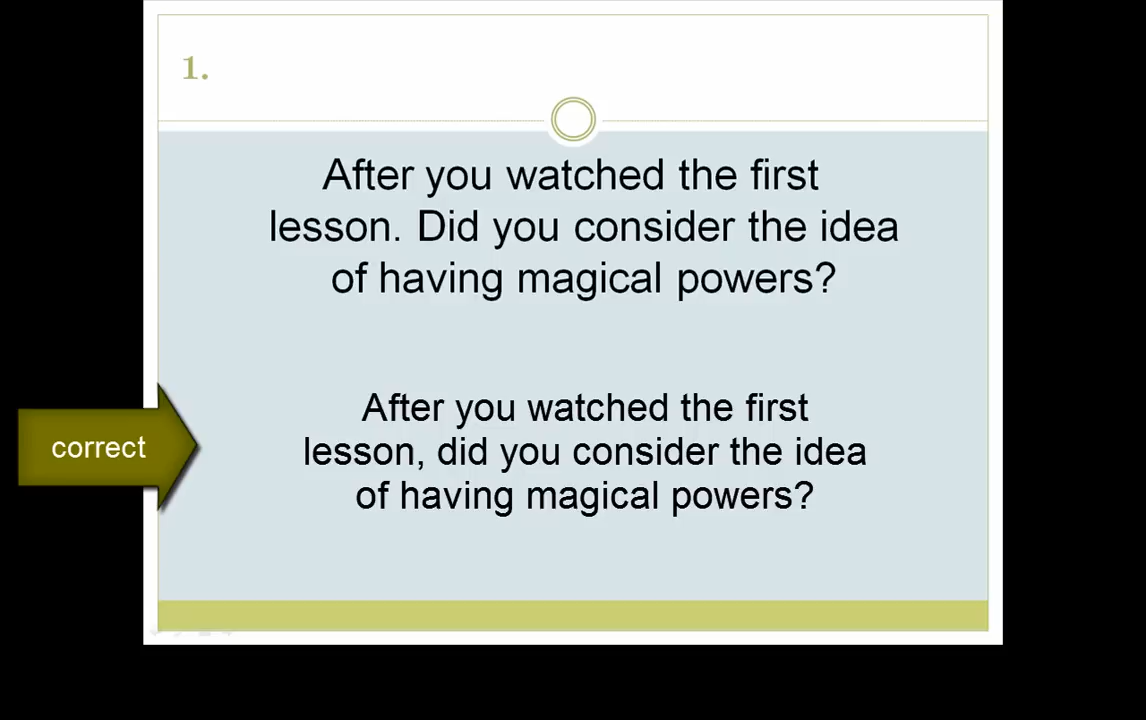 1.
After you watched the first
lesson. Did you consider the idea
of having magical powers?
correct
After you watched the first
lesson, did you consider the idea
of having magical powers?